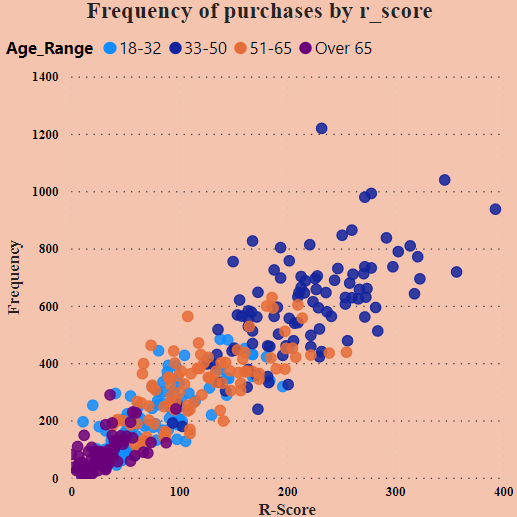 Frequency of purchases by r_score
Age_Range 18-32 33-50 51-65 Over 65
1400
1200
1000
800
600
400
200
0
Frequency
0 100 200 300 400
R-Score